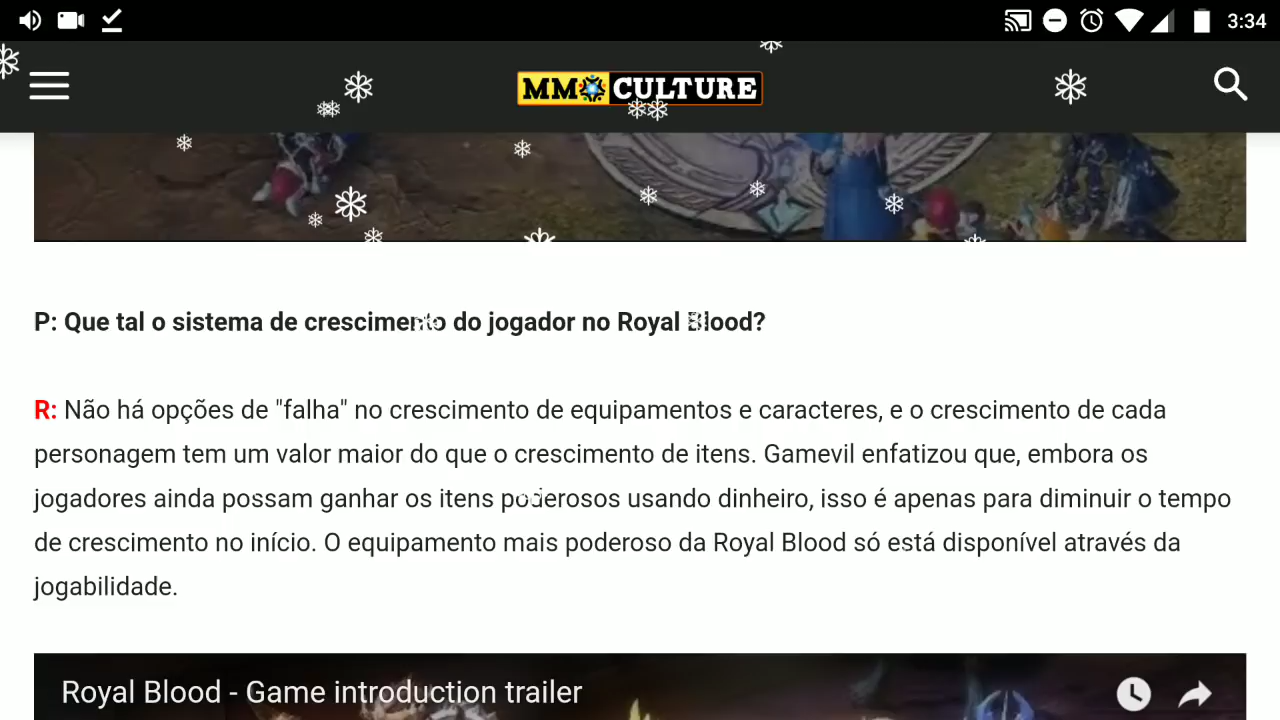 3:34
MMOCULTURE
P: Que tal o sistema de crescimento do jogador no Royal Blood?
R: Não há opções de "falha" no crescimento de equipamentos e caracteres, e o crescimento de cada
personagem tem um valor maior do que o crescimento de itens. Gamevil enfatizou que, embora os
jogadores ainda possam ganhar os itens poderosos usando dinheiro, isso é apenas para diminuir o tempo
de crescimento no início. O equipamento mais poderoso da Royal Blood só está disponível através da
jogabilidade.
Royal Blood - Game introduction trailer